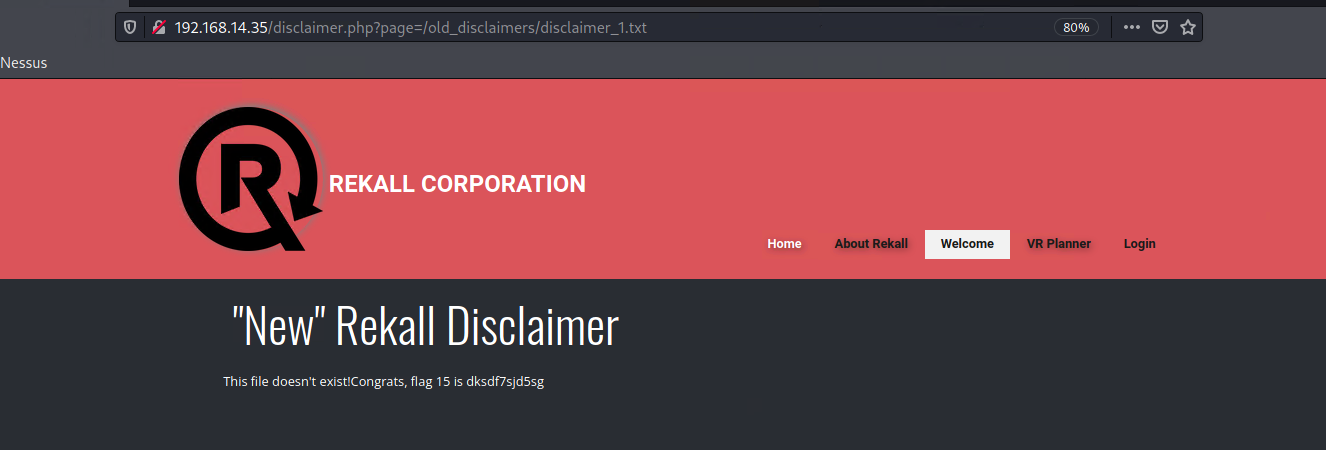 192.168.14.35/disclaimer.php?page=/old_disclaimers/disclaimer_1.txt 80%
Nessus
R REKALL CORPORATION
Home About Rekall Welcome VR Planner Login
"New" Rekall Disclaimer
This file doesn't exist!Congrats, flag 15 is dksdf7sjd5sg